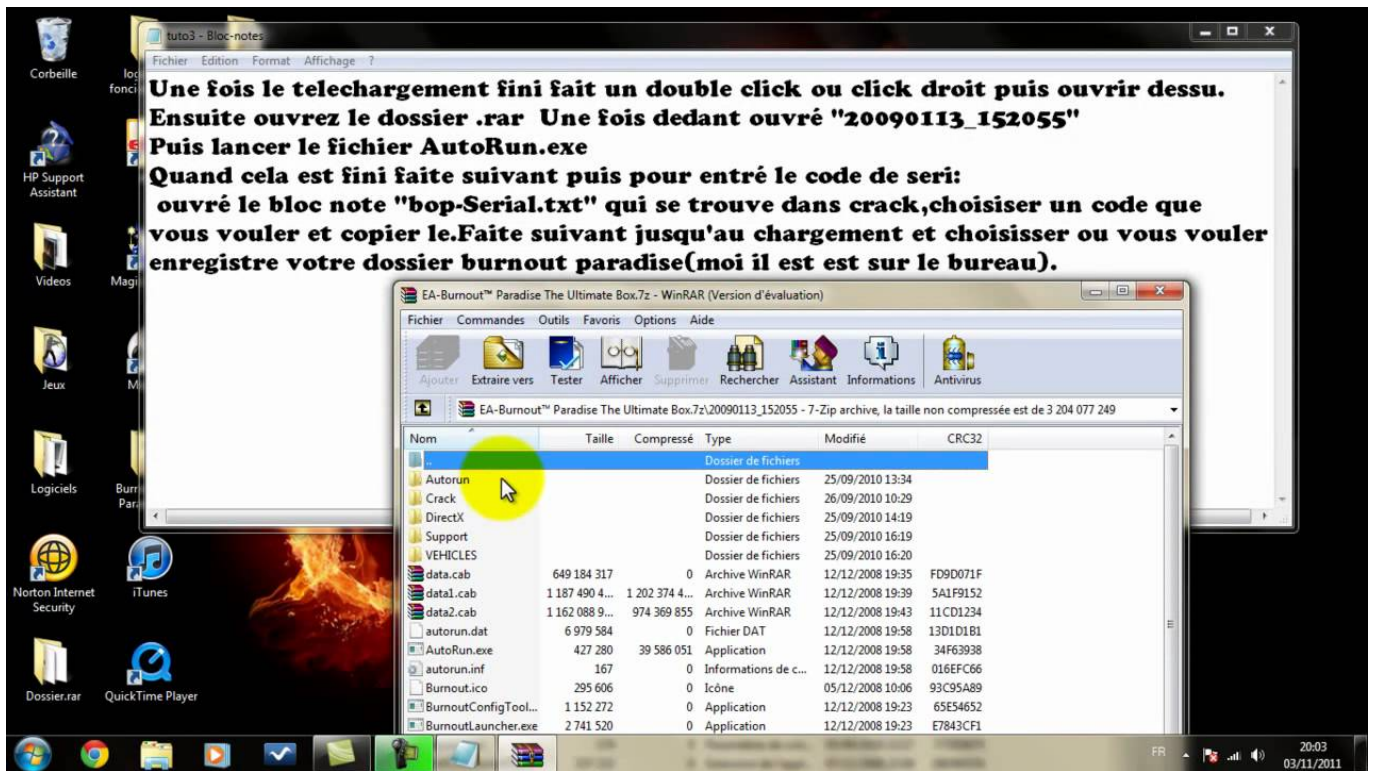 tuto3 - Bloc-notes
Fichier Edition Format Affichage ?
Une fois le telechargement fini fait un double click ou click droit puis ouvrir dessu.
Ensuite ouvrez le dossier .rar Une fois dedant ouvré "20090113_152055"
Puis lancer le fichier AutoRun.exe
Quand cela est fini faite suivant puis pour entré le code de seri:
ouvré le bloc note "bop-Serial.txt" qui se trouve dans crack,choisiser un code que
vous vouler et copier le.Faite suivant jusqu'au chargement et choisisser ou vous vouler
enregistre votre dossier burnout paradise(moi il est est sur le bureau).
Corbeille
HP Support
Assistant
Videos
Jeux
Logiciels
Norton Internet
Security
iTunes
Dossier.rar
QuickTime Player
EA-Burnout™ Paradise The Ultimate Box.7z - WinRAR (Version d'évaluation)
Fichier Commandes Outils Favoris Options Aide
Ajouter Extraire vers Tester Afficher Supprimer Rechercher Assistant Informations Antivirus
EA-Burnout™ Paradise The Ultimate Box.7z\20090113_152055 - 7-Zip archive, la taille non compressée est de 3 204 077 249
Nom Taille Compressé Type Modifié CRC32
.. Dossier de fichiers
Autorun Dossier de fichiers 25/09/2010 13:34
Crack Dossier de fichiers 26/09/2010 10:29
DirectX Dossier de fichiers 25/09/2010 14:19
Support Dossier de fichiers 25/09/2010 16:19
VEHICLES Dossier de fichiers 25/09/2010 16:20
data.cab 649 184 317 0 Archive WinRAR 12/12/2008 19:35 FD9D071F
data1.cab 1 187 490 4... 1 202 374 4... Archive WinRAR 12/12/2008 19:39 5A1F9152
data2.cab 1 162 088 9... 974 369 855 Archive WinRAR 12/12/2008 19:43 11CD1234
autorun.dat 6 979 584 0 Fichier DAT 12/12/2008 19:58 13D1D1B1
AutoRun.exe 427 280 39 586 051 Application 12/12/2008 19:58 34F63938
autorun.inf 167 0 Informations de c... 12/12/2008 19:58 016EFC66
Burnout.ico 295 606 0 Icône 05/12/2008 10:06 93C95A89
BurnoutConfigTool... 1 152 272 0 Application 12/12/2008 19:23 65E54652
BurnoutLauncher.exe 2 741 520 0 Application 12/12/2008 19:23 E7843CF1
FR
20:03
03/11/2011